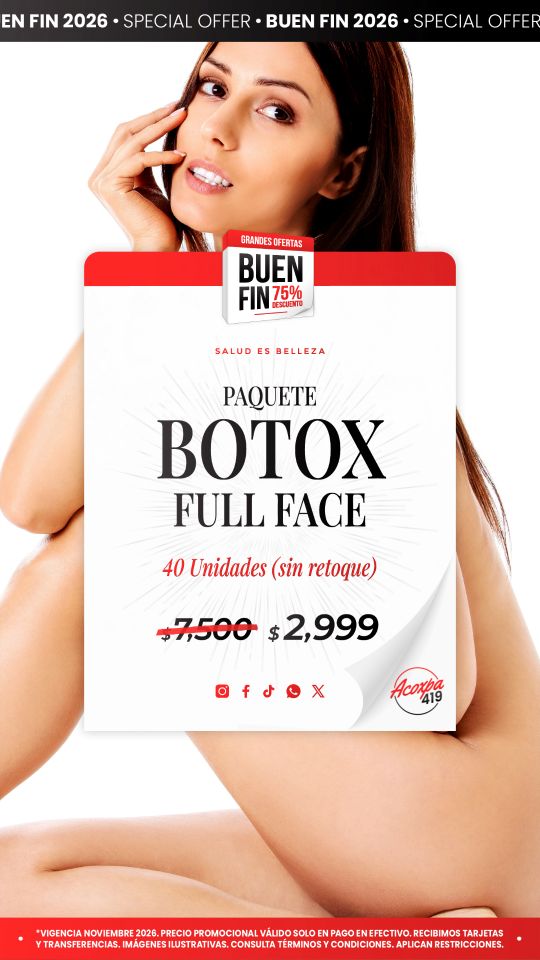 EN FIN 2026 • SPECIAL OFFER • BUEN FIN 2026 • SPECIAL OFFER
GRANDES OFERTAS
BUEN
FIN 75%
DESCUENTO
SALUD ES BELLEZA
PAQUETE
BOTOX
FULL FACE
40 Unidades (sin retoque)
$7,500 $2,999
Acoxpa
419
*VIGENCIA NOVIEMBRE 2026. PRECIO PROMOCIONAL VÁLIDO SOLO EN PAGO EN EFECTIVO. RECIBIMOS TARJETAS
Y TRANSFERENCIAS. IMÁGENES ILUSTRATIVAS. CONSULTA TÉRMINOS Y CONDICIONES. APLICAN RESTRICCIONES.